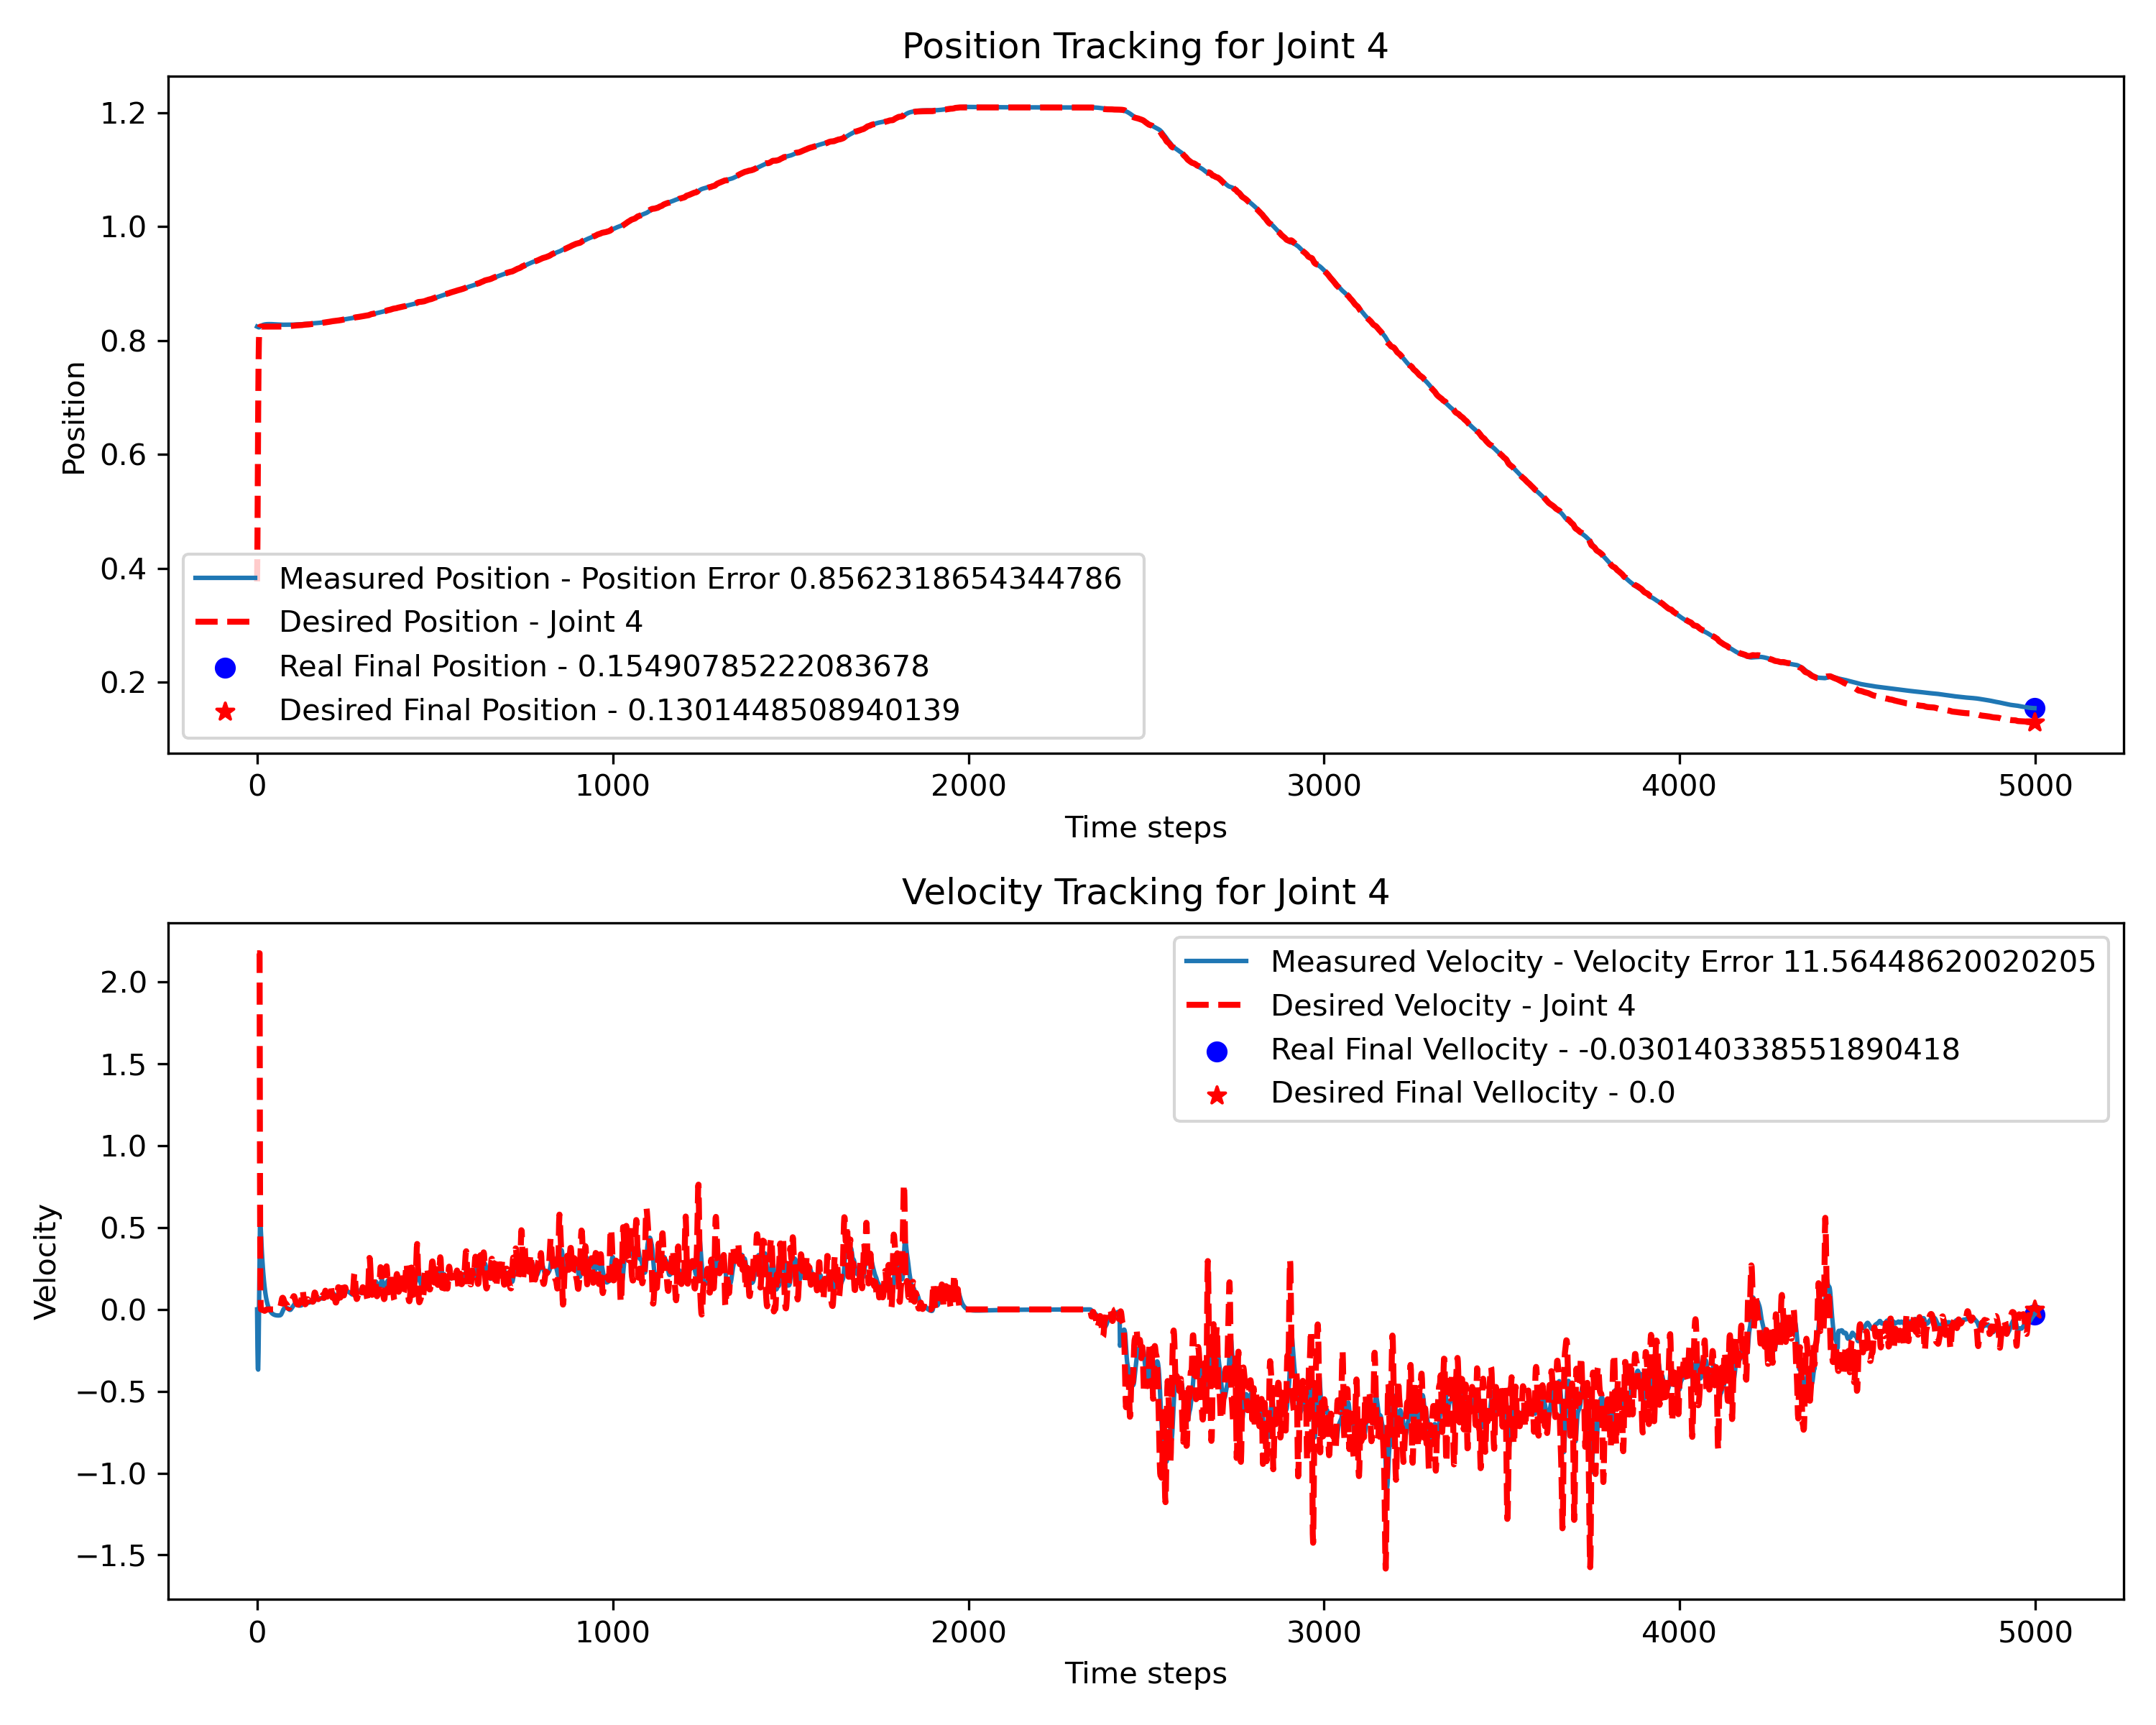 Position Tracking for Joint 4
1.2
1.0
0.8
0.6
0.4
0.2
Position
Measured Position - Position Error 0.8562318654344786
Desired Position - Joint 4
Real Final Position - 0.15490785222083678
Desired Final Position - 0.1301448508940139
0 1000 2000 3000 4000 5000
Time steps
Velocity Tracking for Joint 4
2.0
1.5
1.0
0.5
0.0
−0.5
−1.0
−1.5
Velocity
Measured Velocity - Velocity Error 11.56448620020205
Desired Velocity - Joint 4
Real Final Vellocity - -0.030140338551890418
Desired Final Vellocity - 0.0
0 1000 2000 3000 4000 5000
Time steps